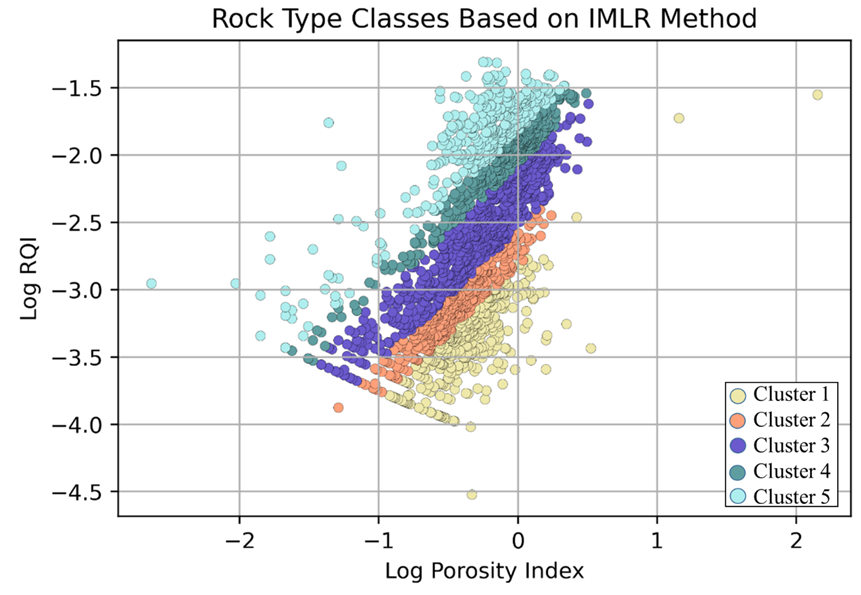 Rock Type Classes Based on IMLR Method
Log RQI
−1.5
−2.0
−2.5
−3.0
−3.5
−4.0
−4.5
Cluster 1
Cluster 2
Cluster 3
Cluster 4
Cluster 5
−2 −1 0 1 2
Log Porosity Index